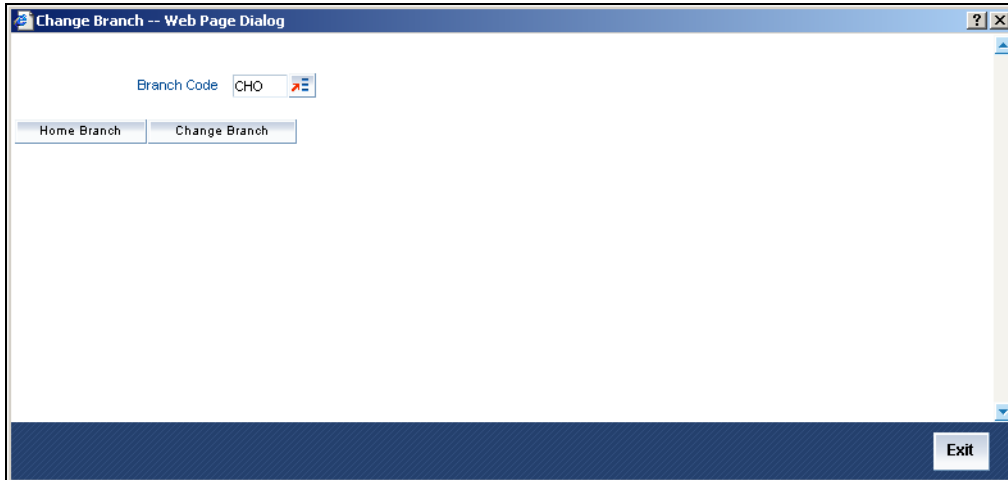 Change Branch -- Web Page Dialog
Branch Code CHO
Home Branch Change Branch
Exit